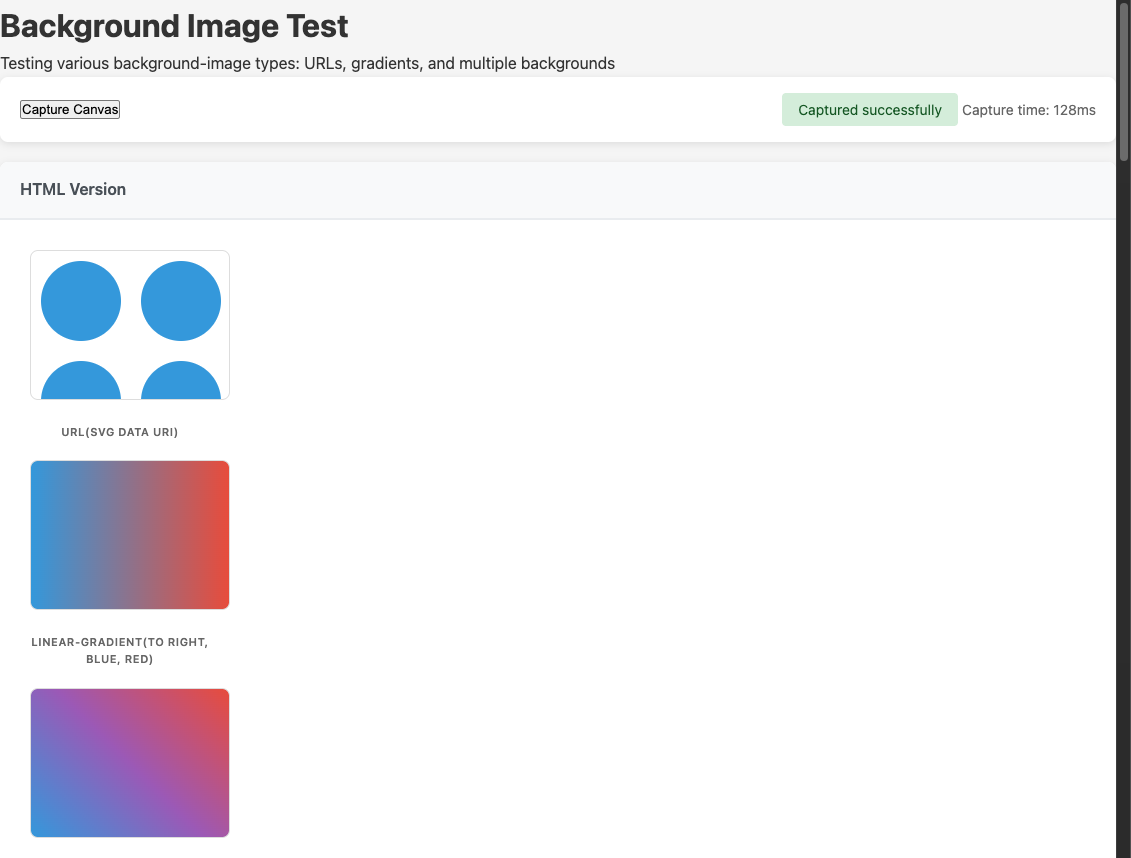 Background Image Test
Testing various background-image types: URLs, gradients, and multiple backgrounds
Capture Canvas
Captured successfully
Capture time: 128ms
HTML Version
URL(SVG DATA URI)
LINEAR-GRADIENT(TO RIGHT,
BLUE, RED)